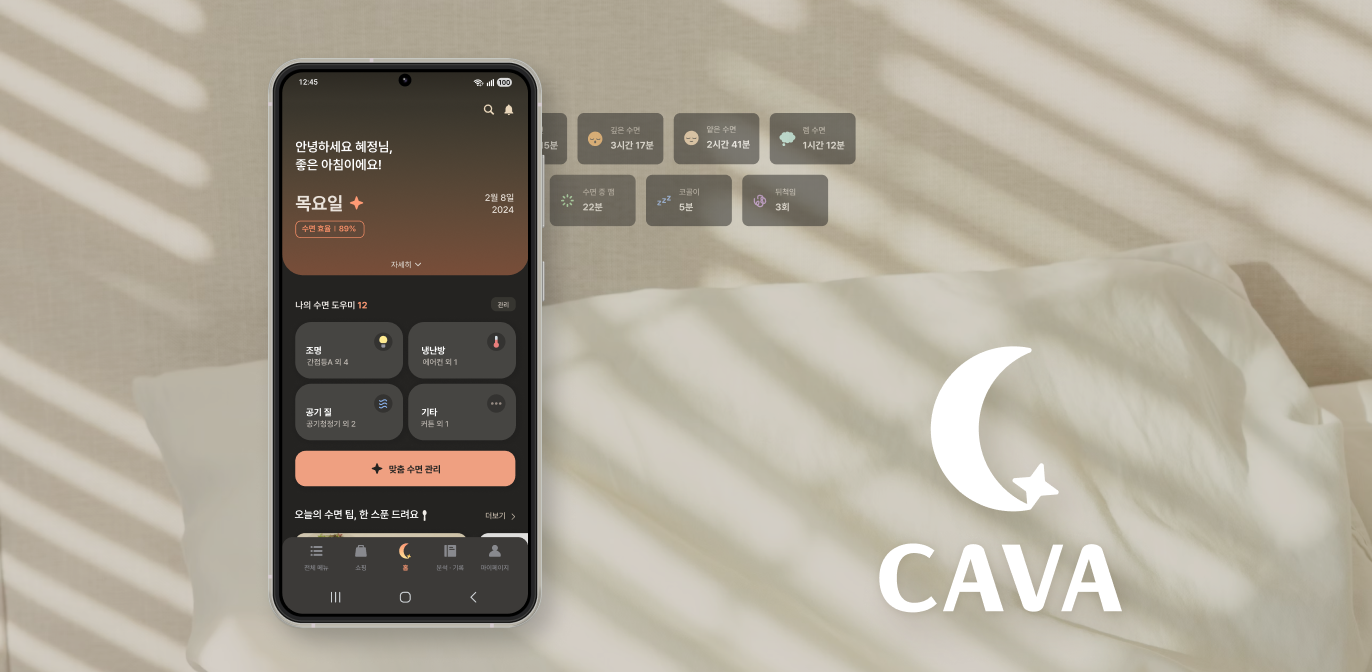 12:45
100
안녕하세요 혜정님,
좋은 아침이에요!
목요일
2월 8일
2024
수면 효율 | 89%
자세히
나의 수면 도우미 12
관리
조명
간접등A 외 4
냉난방
에어컨 외 1
공기 질
공기청정기 외 2
기타
커튼 외 1
맞춤 수면 관리
오늘의 수면 팁, 한 스푼 드려요
더보기
전체 메뉴
쇼핑
홈
분석 · 기록
마이페이지
5분
깊은 수면
3시간 17분
얕은 수면
2시간 41분
렘 수면
1시간 12분
수면 중 깸
22분
코골이
5분
뒤척임
3회
CAVA